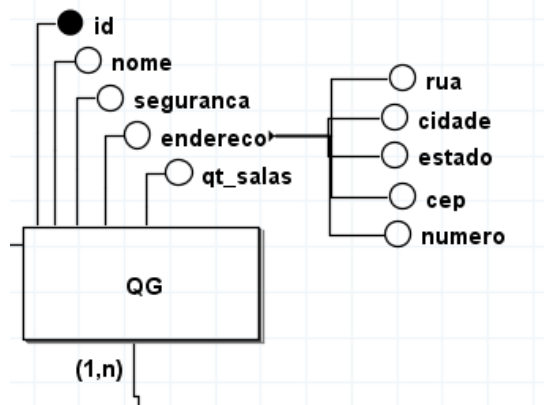 id
nome
seguranca
endereco
qt_salas
rua
cidade
estado
cep
numero
QG
(1,n)